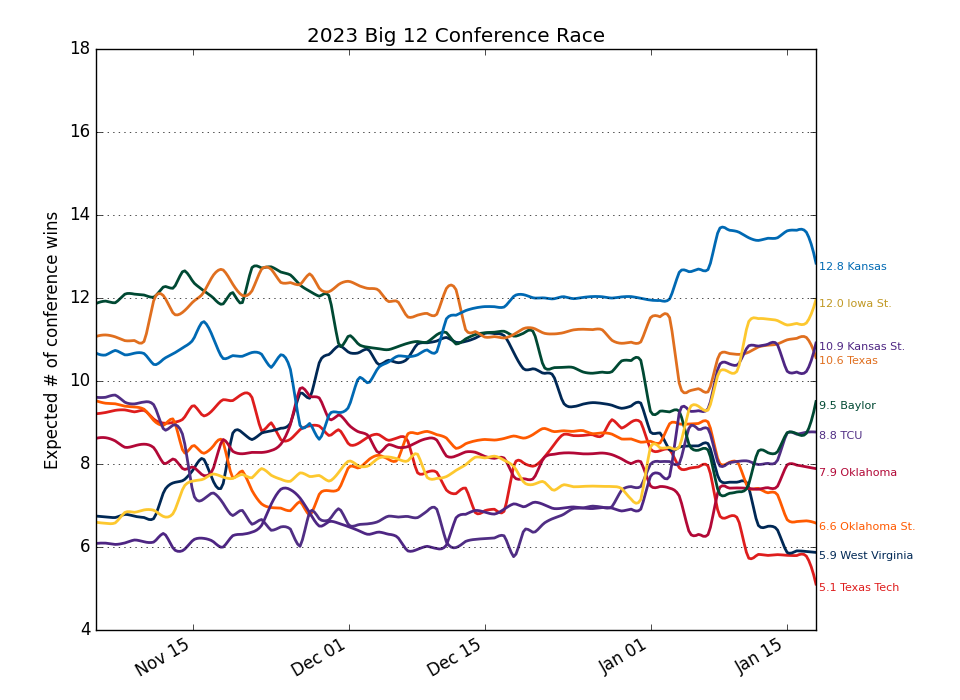 2023 Big 12 Conference Race
Expected # of conference wins
18
16
14
12
10
8
6
4
12.8 Kansas
12.0 Iowa St.
10.9 Kansas St.
10.6 Texas
9.5 Baylor
8.8 TCU
7.9 Oklahoma
6.6 Oklahoma St.
5.9 West Virginia
5.1 Texas Tech
Nov 15
Dec 01
Dec 15
Jan 01
Jan 15